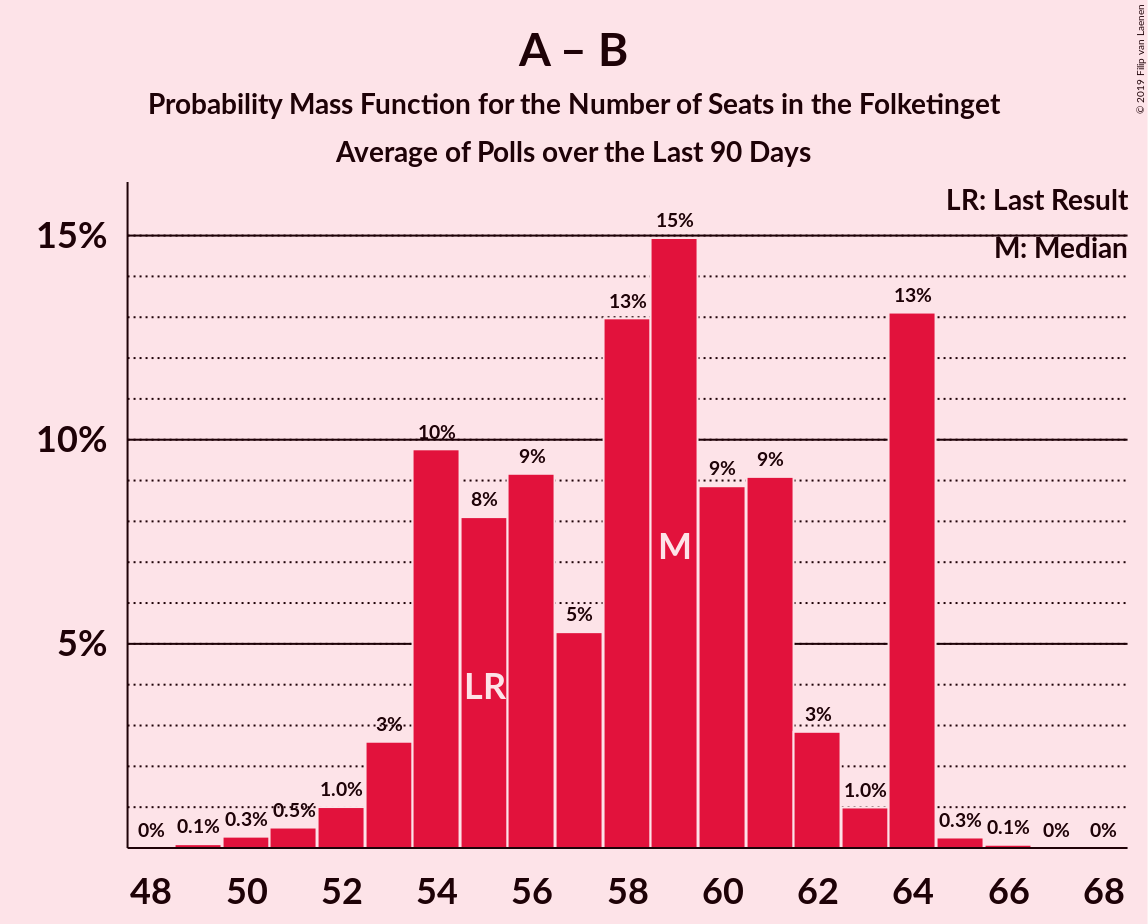 A – B
Probability Mass Function for the Number of Seats in the Folketinget
Average of Polls over the Last 90 Days
© 2019 Filip van Laenen
LR: Last Result
M: Median
15%
10%
5%
0%
0.1%
0.3%
0.5%
1.0%
3%
10%
8%
9%
5%
13%
15%
9%
9%
3%
1.0%
13%
0.3%
0.1%
0%
0%
LR
M
48 50 52 54 56 58 60 62 64 66 68